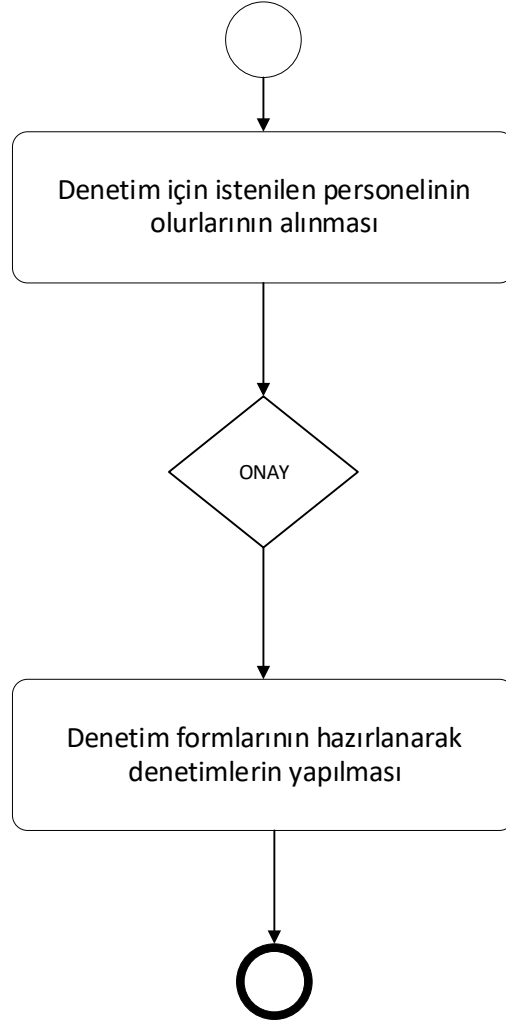 Denetim için istenilen personelinin
olurlarının alınması
ONAY
Denetim formlarının hazırlanarak
denetimlerin yapılması